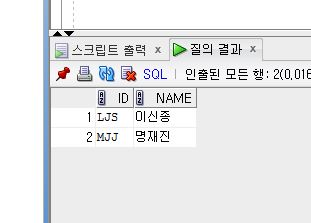 스크립트 출력 x 질의 결과 x
SQL | 인출된 모든 행: 2(0,016
ID NAME
1 LJS 이신종
2 MJJ 명재진